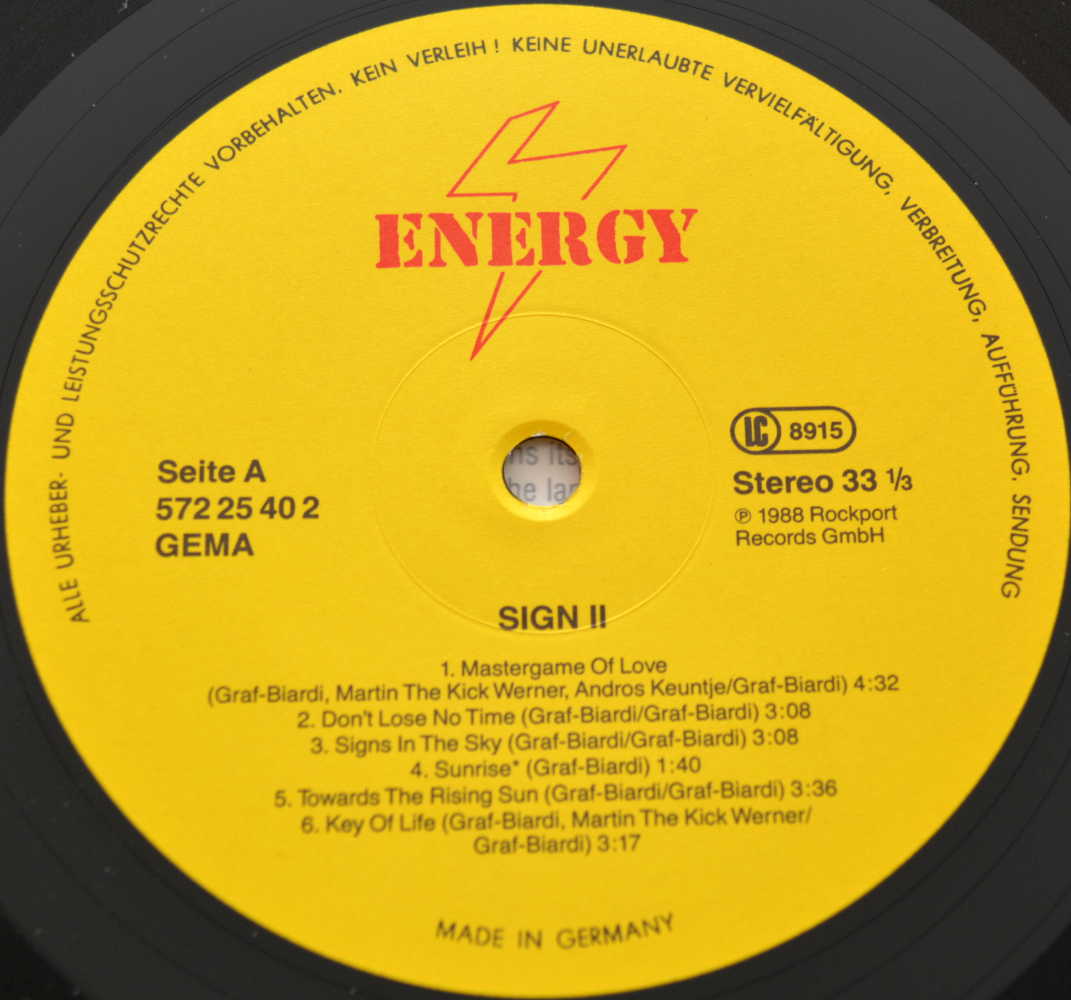 ALLE URHEBER- UND LEISTUNGSSCHUTZRECHTE VORBEHALTEN. KEIN VERLEIH! KEINE UNERLAUBTE VERVIELFÄLTIGUNG, VERBREITUNG, AUFFÜHRUNG, SENDUNG
ENERGY
Seite A
572 25 40 2
GEMA
ns its
he lar
LC 8915
Stereo 33 ⅓
℗ 1988 Rockport
Records GmbH
SIGN II
1. Mastergame Of Love
(Graf-Biardi, Martin The Kick Werner, Andros Keuntje/Graf-Biardi) 4:32
2. Don't Lose No Time (Graf-Biardi/Graf-Biardi) 3:08
3. Signs In The Sky (Graf-Biardi/Graf-Biardi) 3:08
4. Sunrise* (Graf-Biardi) 1:40
5. Towards The Rising Sun (Graf-Biardi/Graf-Biardi) 3:36
6. Key Of Life (Graf-Biardi, Martin The Kick Werner/
Graf-Biardi) 3:17
MADE IN GERMANY